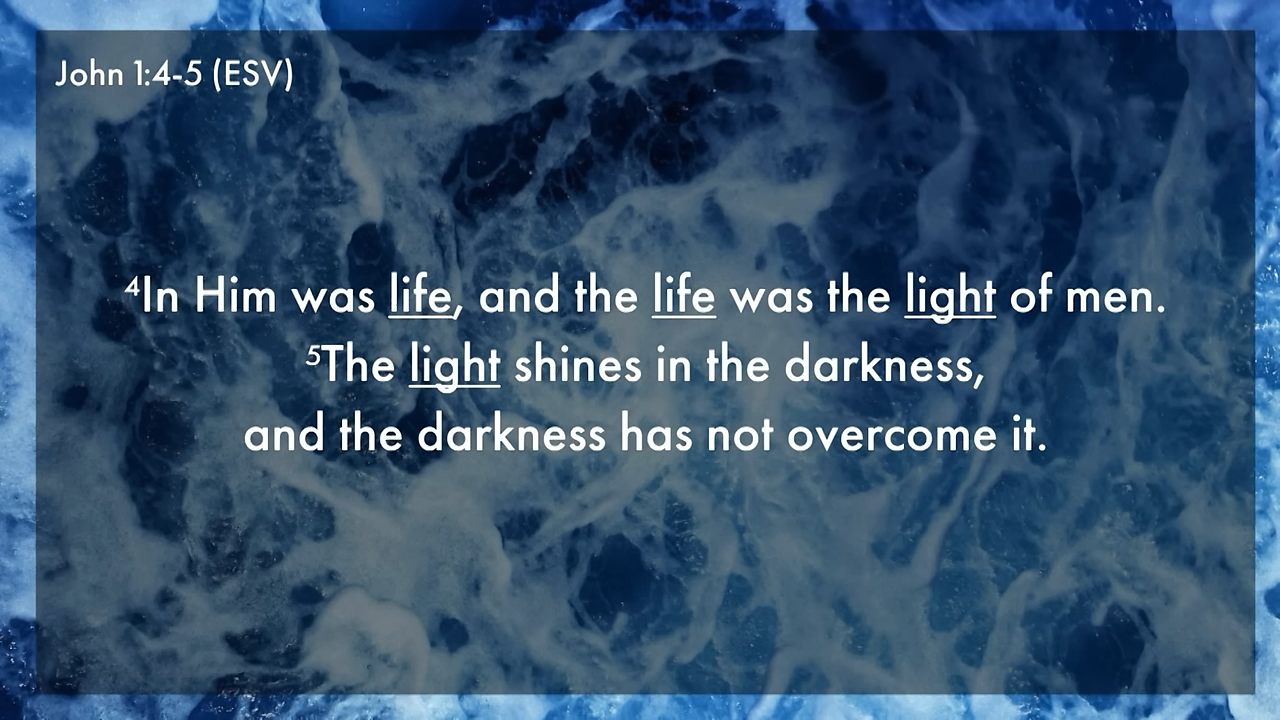 John 1:4-5 (ESV)
⁴In Him was life, and the life was the light of men.
⁵The light shines in the darkness,
and the darkness has not overcome it.